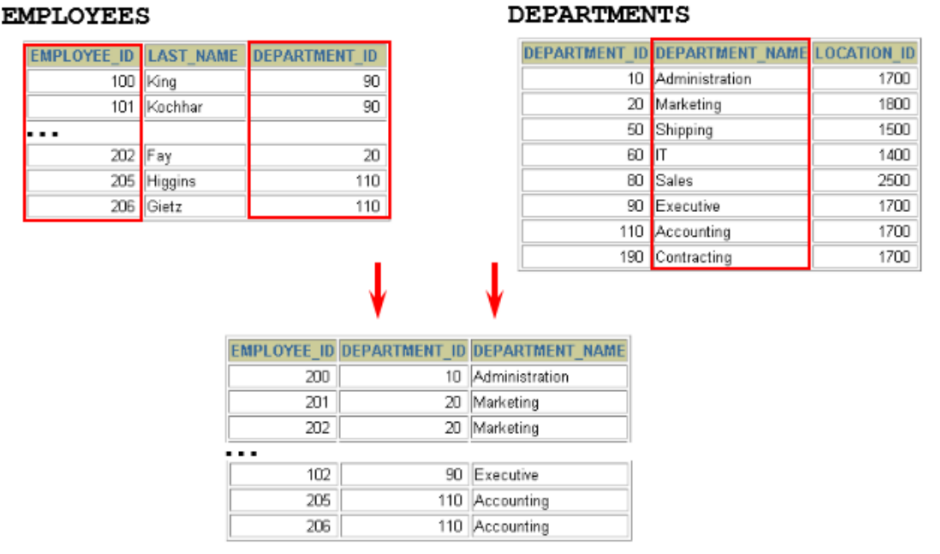 EMPLOYEES
EMPLOYEE_ID LAST_NAME DEPARTMENT_ID
100 King 90
101 Kochhar 90
...
202 Fay 20
205 Higgins 110
206 Gietz 110
DEPARTMENTS
DEPARTMENT_ID DEPARTMENT_NAME LOCATION_ID
10 Administration 1700
20 Marketing 1800
50 Shipping 1500
60 IT 1400
80 Sales 2500
90 Executive 1700
110 Accounting 1700
190 Contracting 1700
EMPLOYEE_ID DEPARTMENT_ID DEPARTMENT_NAME
200 10 Administration
201 20 Marketing
202 20 Marketing
...
102 90 Executive
205 110 Accounting
206 110 Accounting